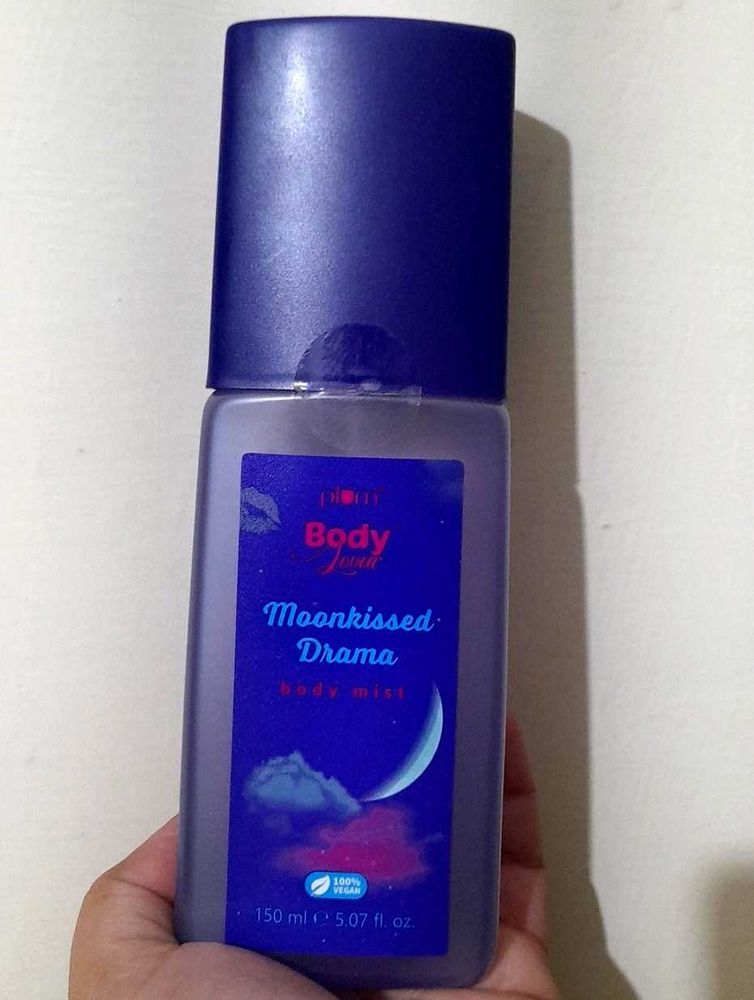 plum
Body
Lovin'
Moonkissed
Drama
body mist
100%
VEGAN
150 ml ℮ 5.07 fl. oz.